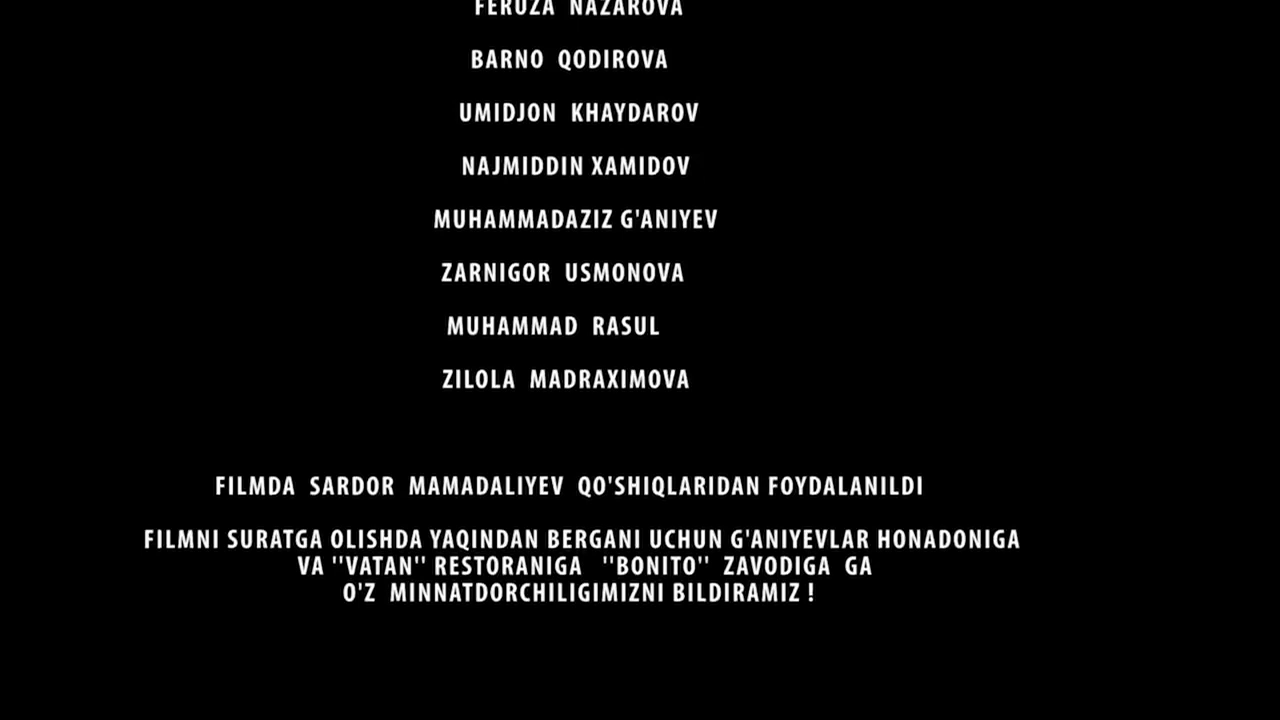 FERUZA NAZAROVA
BARNO QODIROVA
UMIDJON KHAYDAROV
NAJMIDDIN XAMIDOV
MUHAMMADAZIZ G'ANIYEV
ZARNIGOR USMONOVA
MUHAMMAD RASUL
ZILOLA MADRAXIMOVA
FILMDA SARDOR MAMADALIYEV QO'SHIQLARIDAN FOYDALANILDI
FILMNI SURATGA OLISHDA YAQINDAN BERGANI UCHUN G'ANIYEVLAR HONADONIGA
VA ''VATAN'' RESTORANIGA ''BONITO'' ZAVODIGA GA
O'Z MINNATDORCHILIGIMIZNI BILDIRAMIZ !